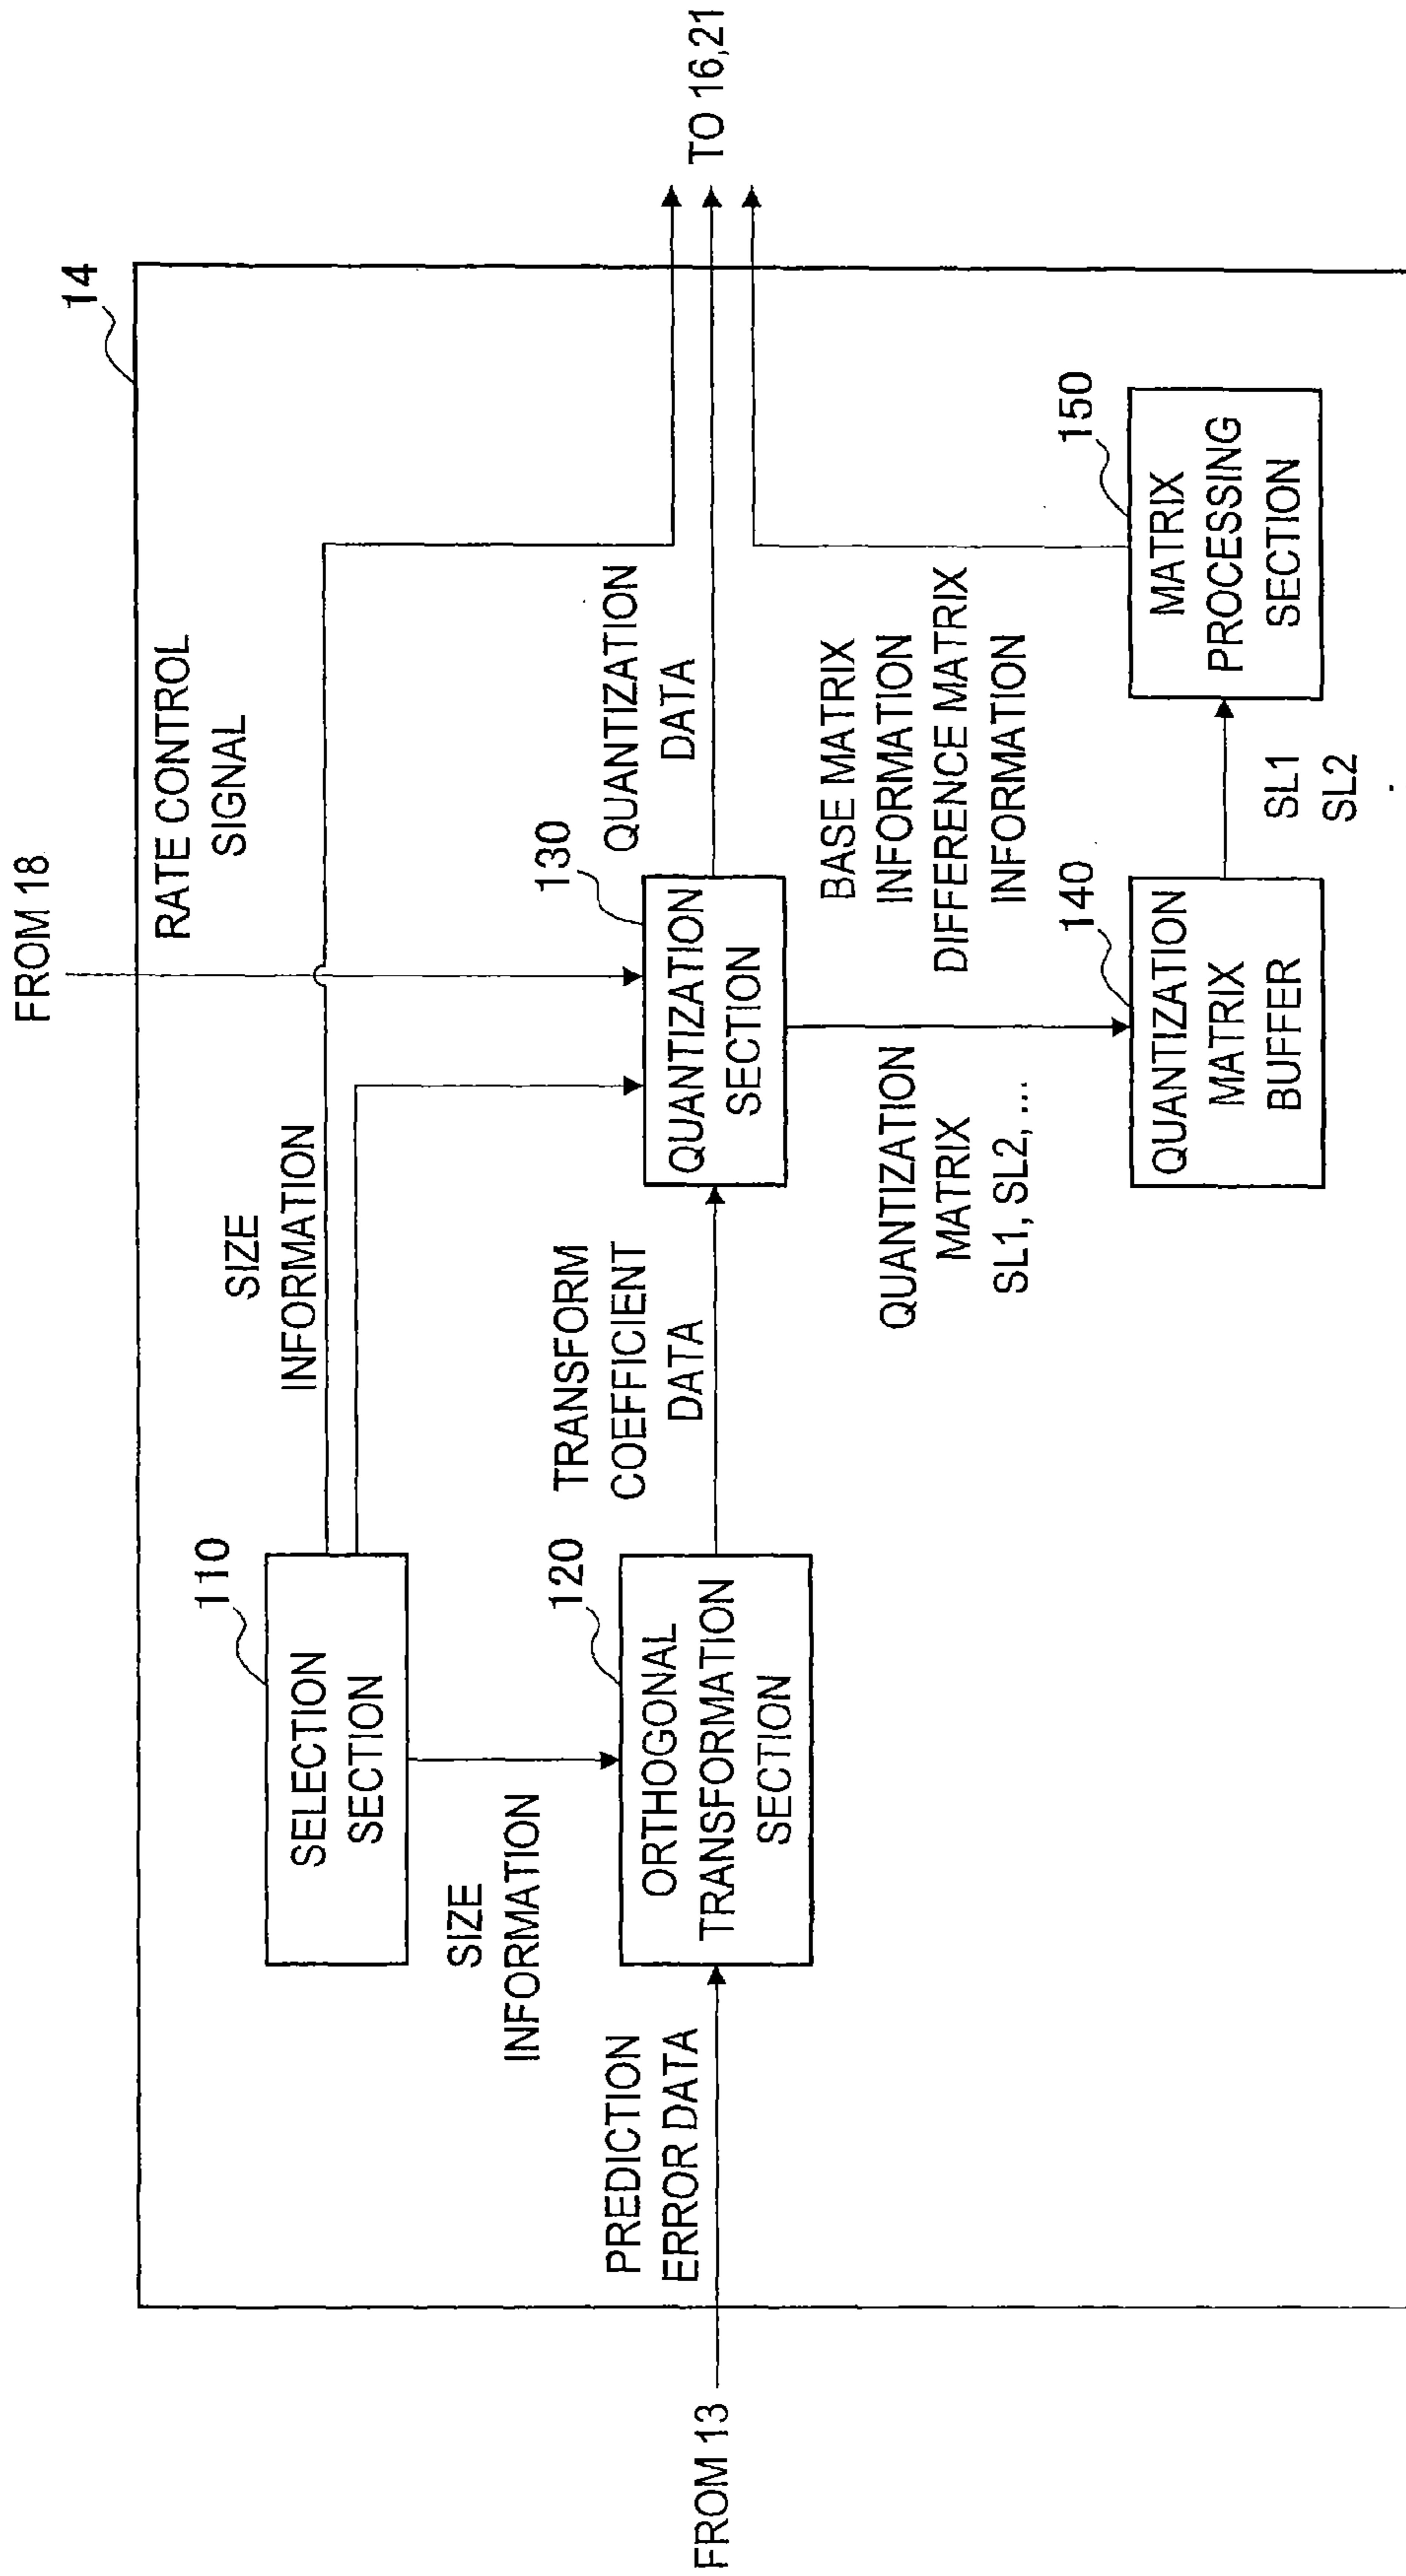 FROM 18
14
RATE CONTROL
SIGNAL
SIZE
INFORMATION
110
SELECTION
SECTION
SIZE
INFORMATION
FROM 13
PREDICTION
ERROR DATA
120
ORTHOGONAL
TRANSFORMATION
SECTION
TRANSFORM
COEFFICIENT
DATA
130
QUANTIZATION
SECTION
QUANTIZATION
DATA
TO 16,21
QUANTIZATION
MATRIX
SL1, SL2, ...
BASE MATRIX
INFORMATION
DIFFERENCE MATRIX
INFORMATION
140
QUANTIZATION
MATRIX
BUFFER
SL1
SL2
150
MATRIX
PROCESSING
SECTION